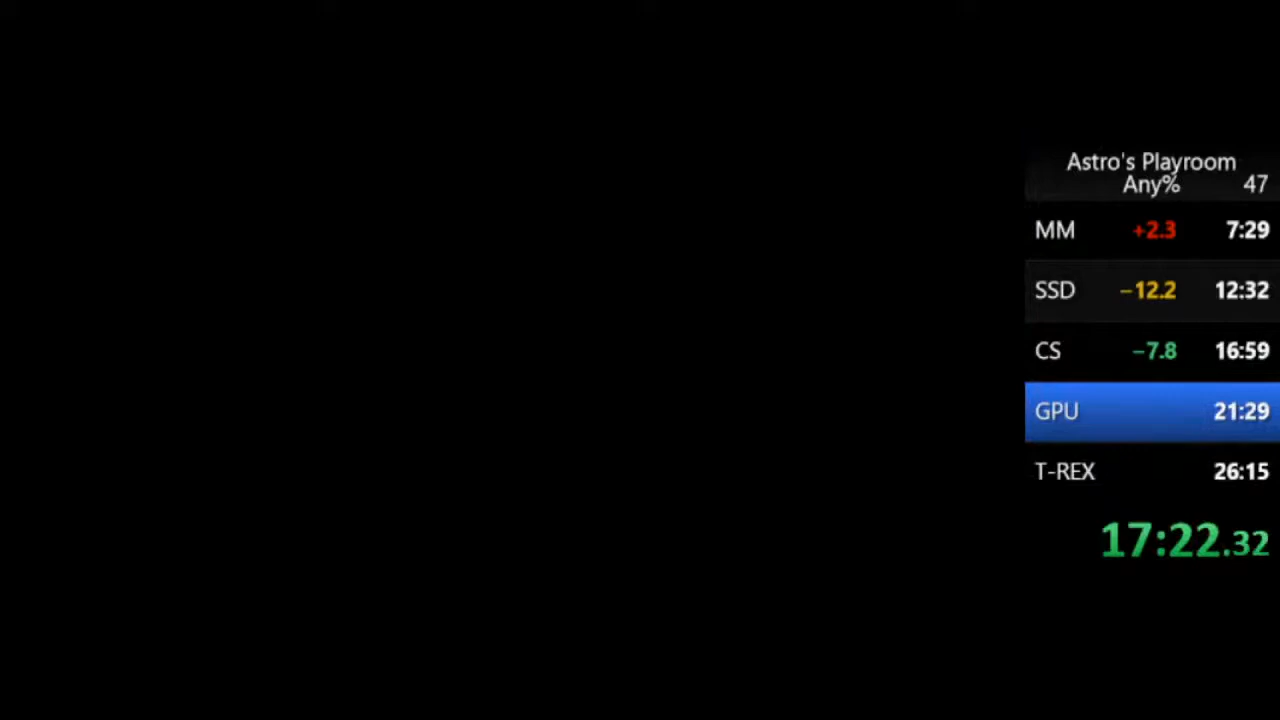 Astro's Playroom
Any% 47
MM +2.3 7:29
SSD −12.2 12:32
CS −7.8 16:59
GPU 21:29
T-REX 26:15
17:22.32